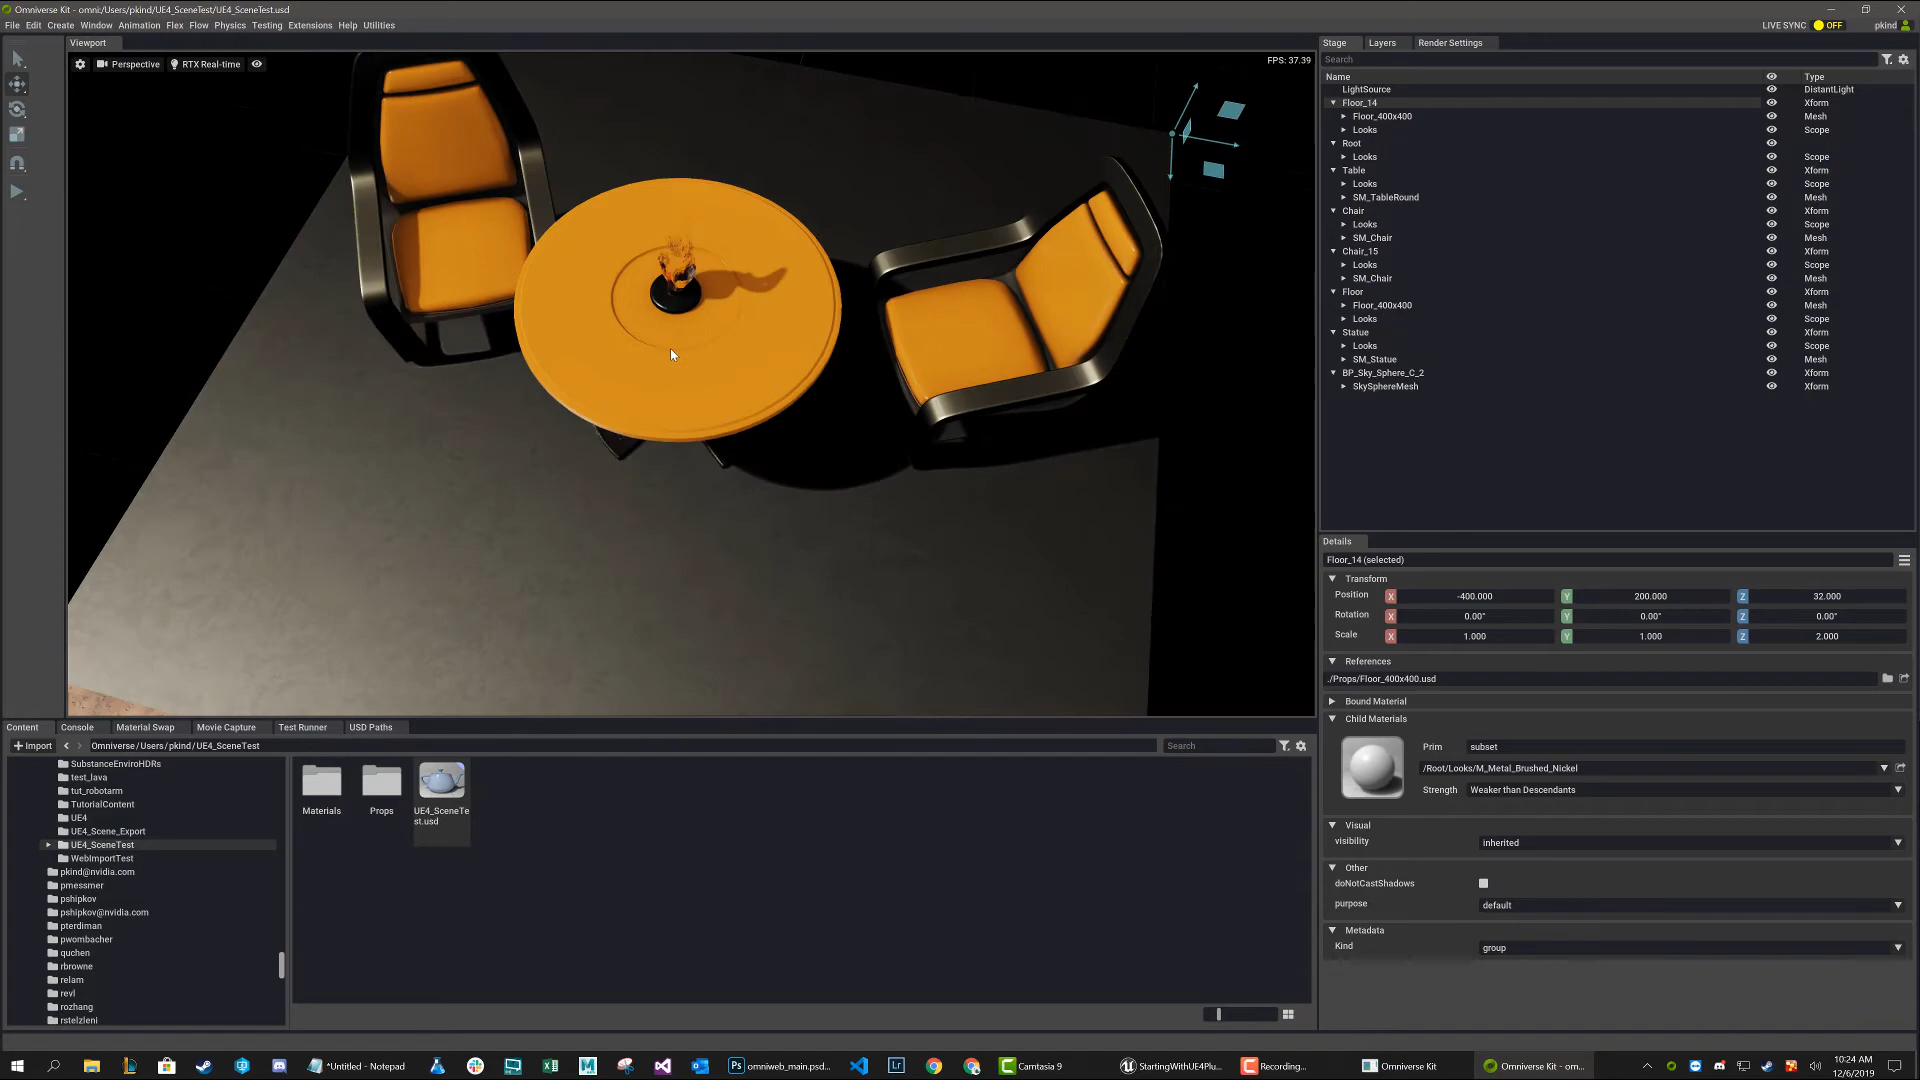 Omniverse Kit - omni:/Users/pkind/UE4_SceneTest/UE4_SceneTest.usd
File Edit Create Window Animation Flex Flow Physics Testing Extensions Help Utilities
LIVE SYNC OFF pkind
Viewport
Perspective RTX Real-time
FPS: 37.39
Stage Layers Render Settings
Search
Name Type
LightSource DistantLight
Floor_14 Xform
Floor_400x400 Mesh
Looks Scope
Root
Looks Scope
Table Xform
Looks Scope
SM_TableRound Mesh
Chair Xform
Looks Scope
SM_Chair Mesh
Chair_15 Xform
Looks Scope
SM_Chair Mesh
Floor Xform
Floor_400x400 Mesh
Looks Scope
Statue Xform
Looks Scope
SM_Statue Mesh
BP_Sky_Sphere_C_2 Xform
SkySphereMesh Xform
Details
Floor_14 (selected)
Transform
Position X -400.000 Y 200.000 Z 32.000
Rotation X 0.00° Y 0.00° Z 0.00°
Scale X 1.000 Y 1.000 Z 2.000
References
./Props/Floor_400x400.usd
Bound Material
Child Materials
Prim subset
/Root/Looks/M_Metal_Brushed_Nickel
Strength Weaker than Descendants
Visual
visibility inherited
Other
doNotCastShadows
purpose default
Metadata
Kind group
Content Console Material Swap Movie Capture Test Runner USD Paths
+ Import < > Omniverse/Users/pkind/UE4_SceneTest Search
SubstanceEnviroHDRs
test_lava
tut_robotarm
TutorialContent
UE4
UE4_Scene_Export
UE4_SceneTest
WebImportTest
pkind@nvidia.com
pmessmer
pshipkov
pshipkov@nvidia.com
pterdiman
pwombacher
quchen
rbrowne
relam
revl
rozhang
rstelzleni
Materials
Props
UE4_SceneTe
st.usd
*Untitled - Notepad
omniweb_main.psd...
Camtasia 9
StartingWithUE4Plu...
Recording...
Omniverse Kit
Omniverse Kit - om...
10:24 AM
12/6/2019